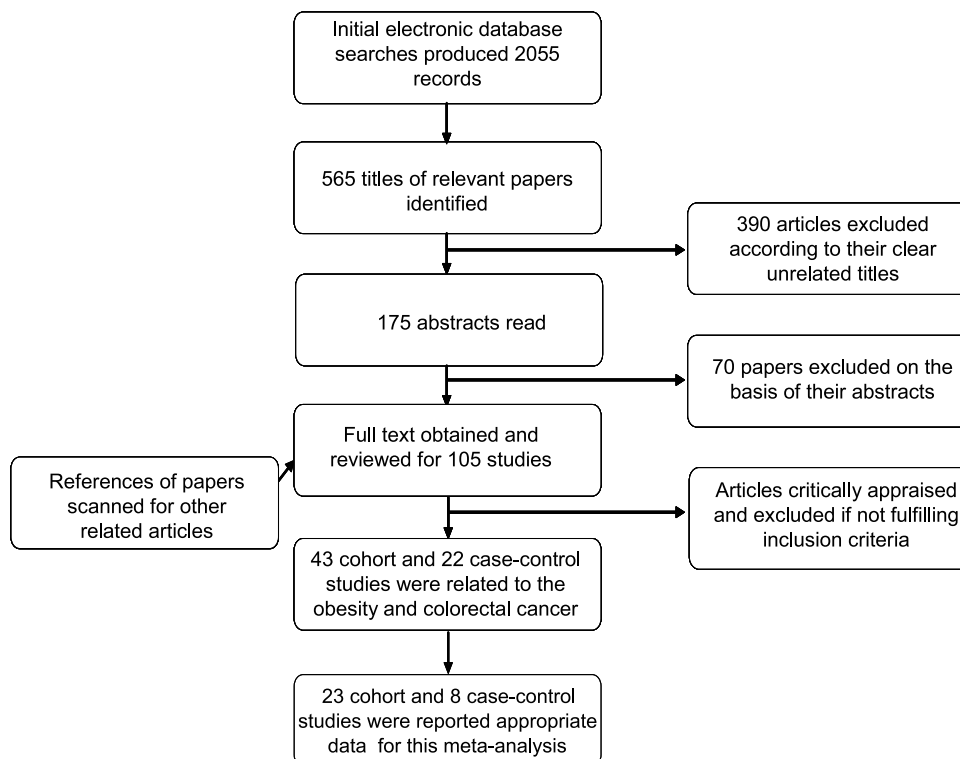 Initial electronic database
searches produced 2055
records
565 titles of relevant papers
identified
390 articles excluded
according to their clear
unrelated titles
175 abstracts read
70 papers excluded on the
basis of their abstracts
Full text obtained and
reviewed for 105 studies
References of papers
scanned for other
related articles
Articles critically appraised
and excluded if not fulfilling
inclusion criteria
43 cohort and 22 case-control
studies were related to the
obesity and colorectal cancer
23 cohort and 8 case-control
studies were reported appropriate
data for this meta-analysis